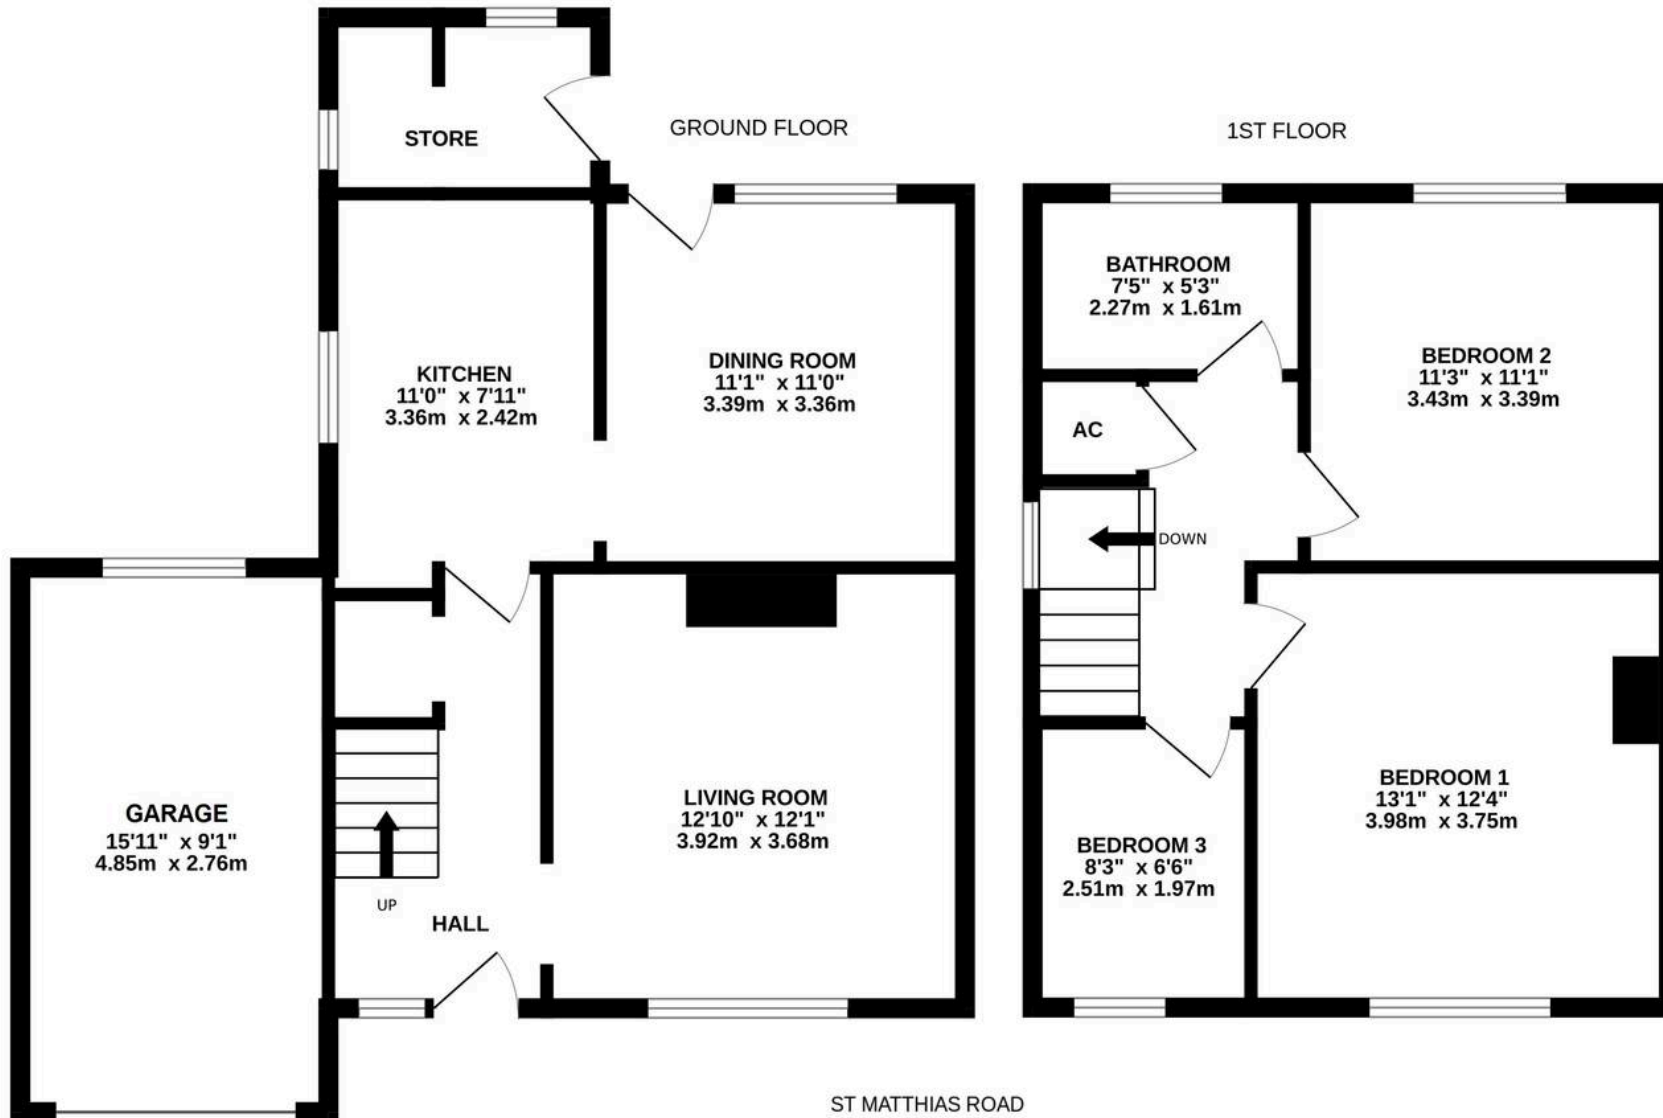 GROUND FLOOR
1ST FLOOR
STORE
KITCHEN
11'0" x 7'11"
3.36m x 2.42m
DINING ROOM
11'1" x 11'0"
3.39m x 3.36m
GARAGE
15'11" x 9'1"
4.85m x 2.76m
UP
HALL
LIVING ROOM
12'10" x 12'1"
3.92m x 3.68m
BATHROOM
7'5" x 5'3"
2.27m x 1.61m
AC
DOWN
BEDROOM 2
11'3" x 11'1"
3.43m x 3.39m
BEDROOM 1
13'1" x 12'4"
3.98m x 3.75m
BEDROOM 3
8'3" x 6'6"
2.51m x 1.97m
ST MATTHIAS ROAD